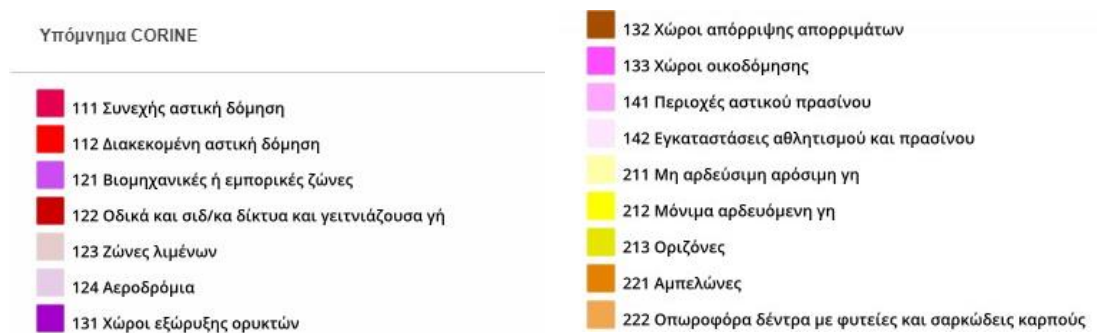 Υπόμνημα CORINE
111 Συνεχής αστική δόμηση
112 Διακεκομένη αστική δόμηση
121 Βιομηχανικές ή εμπορικές ζώνες
122 Οδικά και σιδ/κα δίκτυα και γειτνιάζουσα γή
123 Ζώνες λιμένων
124 Αεροδρόμια
131 Χώροι εξώρυξης ορυκτών
132 Χώροι απόρριψης απορριμάτων
133 Χώροι οικοδόμησης
141 Περιοχές αστικού πρασίνου
142 Εγκαταστάσεις αθλητισμού και πρασίνου
211 Μη αρδεύσιμη αρόσιμη γη
212 Μόνιμα αρδευόμενη γη
213 Οριζόνες
221 Αμπελώνες
222 Οπωροφόρα δέντρα με φυτείες και σαρκώδεις καρπούς